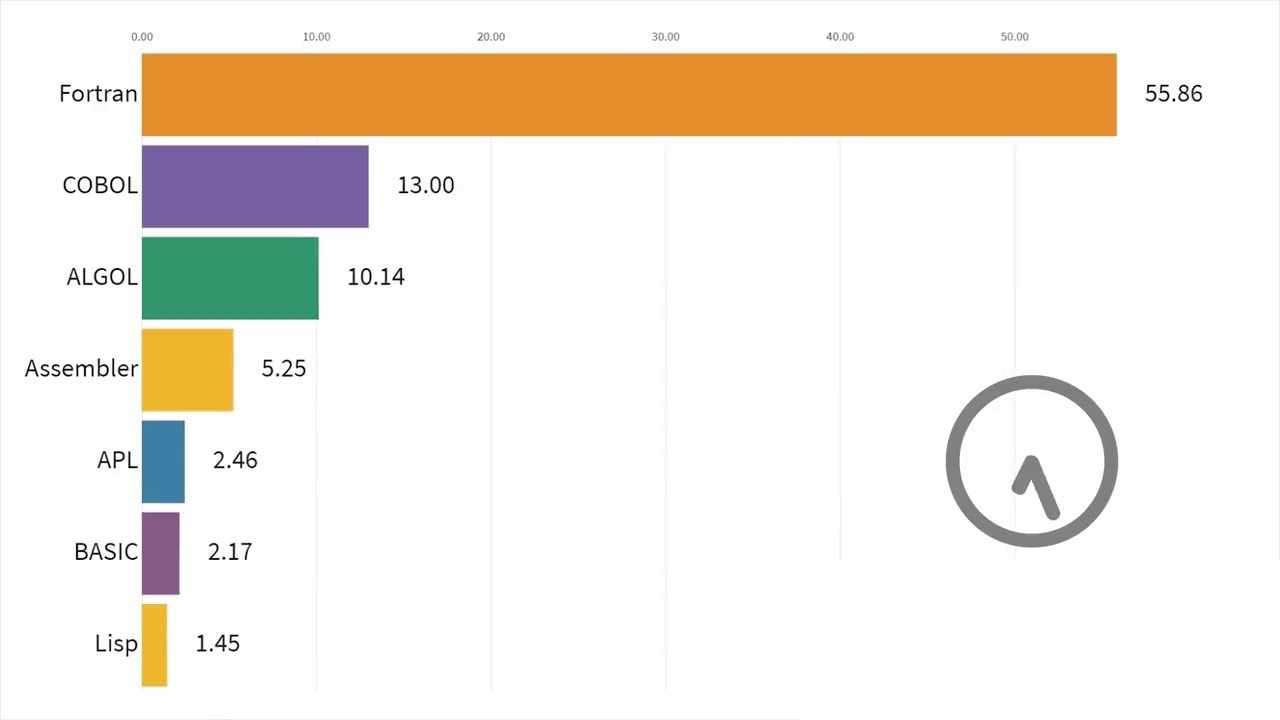 0.00 10.00 20.00 30.00 40.00 50.00
Fortran 55.86
COBOL 13.00
ALGOL 10.14
Assembler 5.25
APL 2.46
BASIC 2.17
Lisp 1.45